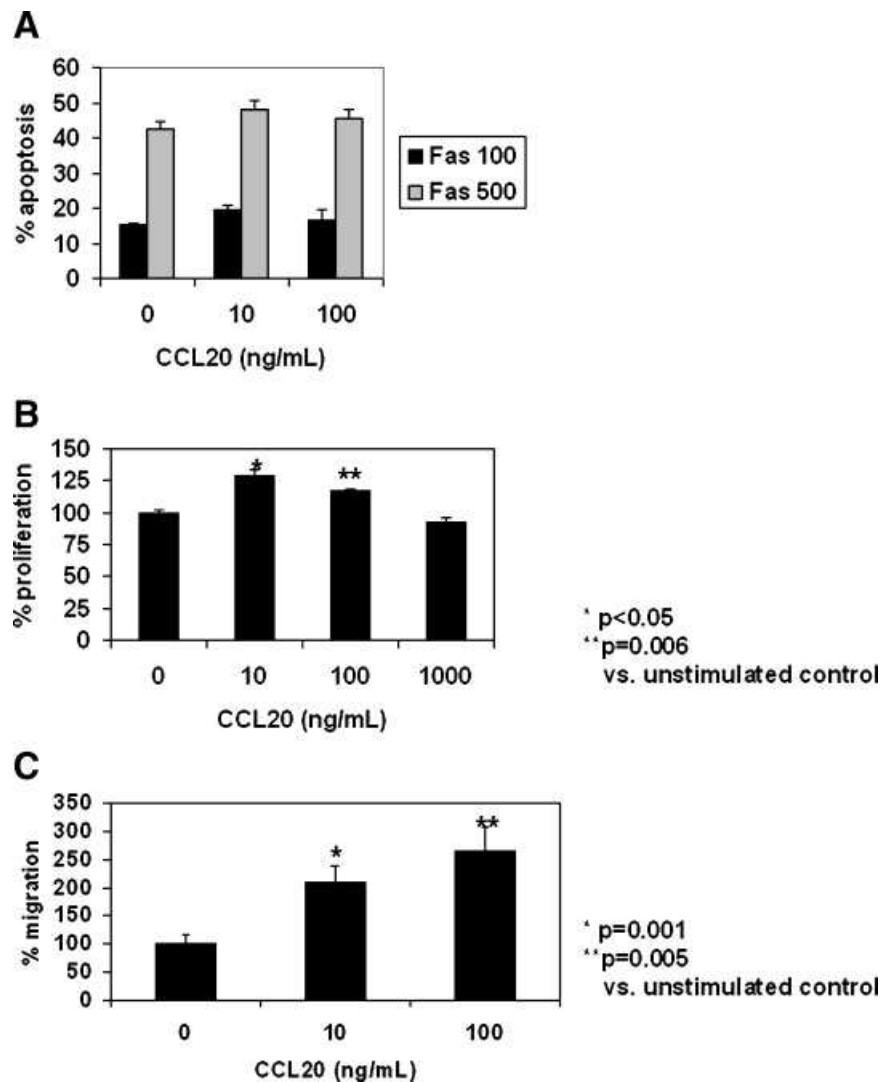 A
60
50
40
30
20
10
0
% apoptosis
Fas 100
Fas 500
0 10 100
CCL20 (ng/mL)
B
150
125
100
75
50
25
0
% proliferation
* **
0 10 100 1000
CCL20 (ng/mL)
* p<0.05
**p=0.006
vs. unstimulated control
C
350
300
250
200
150
100
50
0
% migration
* **
0 10 100
CCL20 (ng/mL)
* p=0.001
**p=0.005
vs. unstimulated control